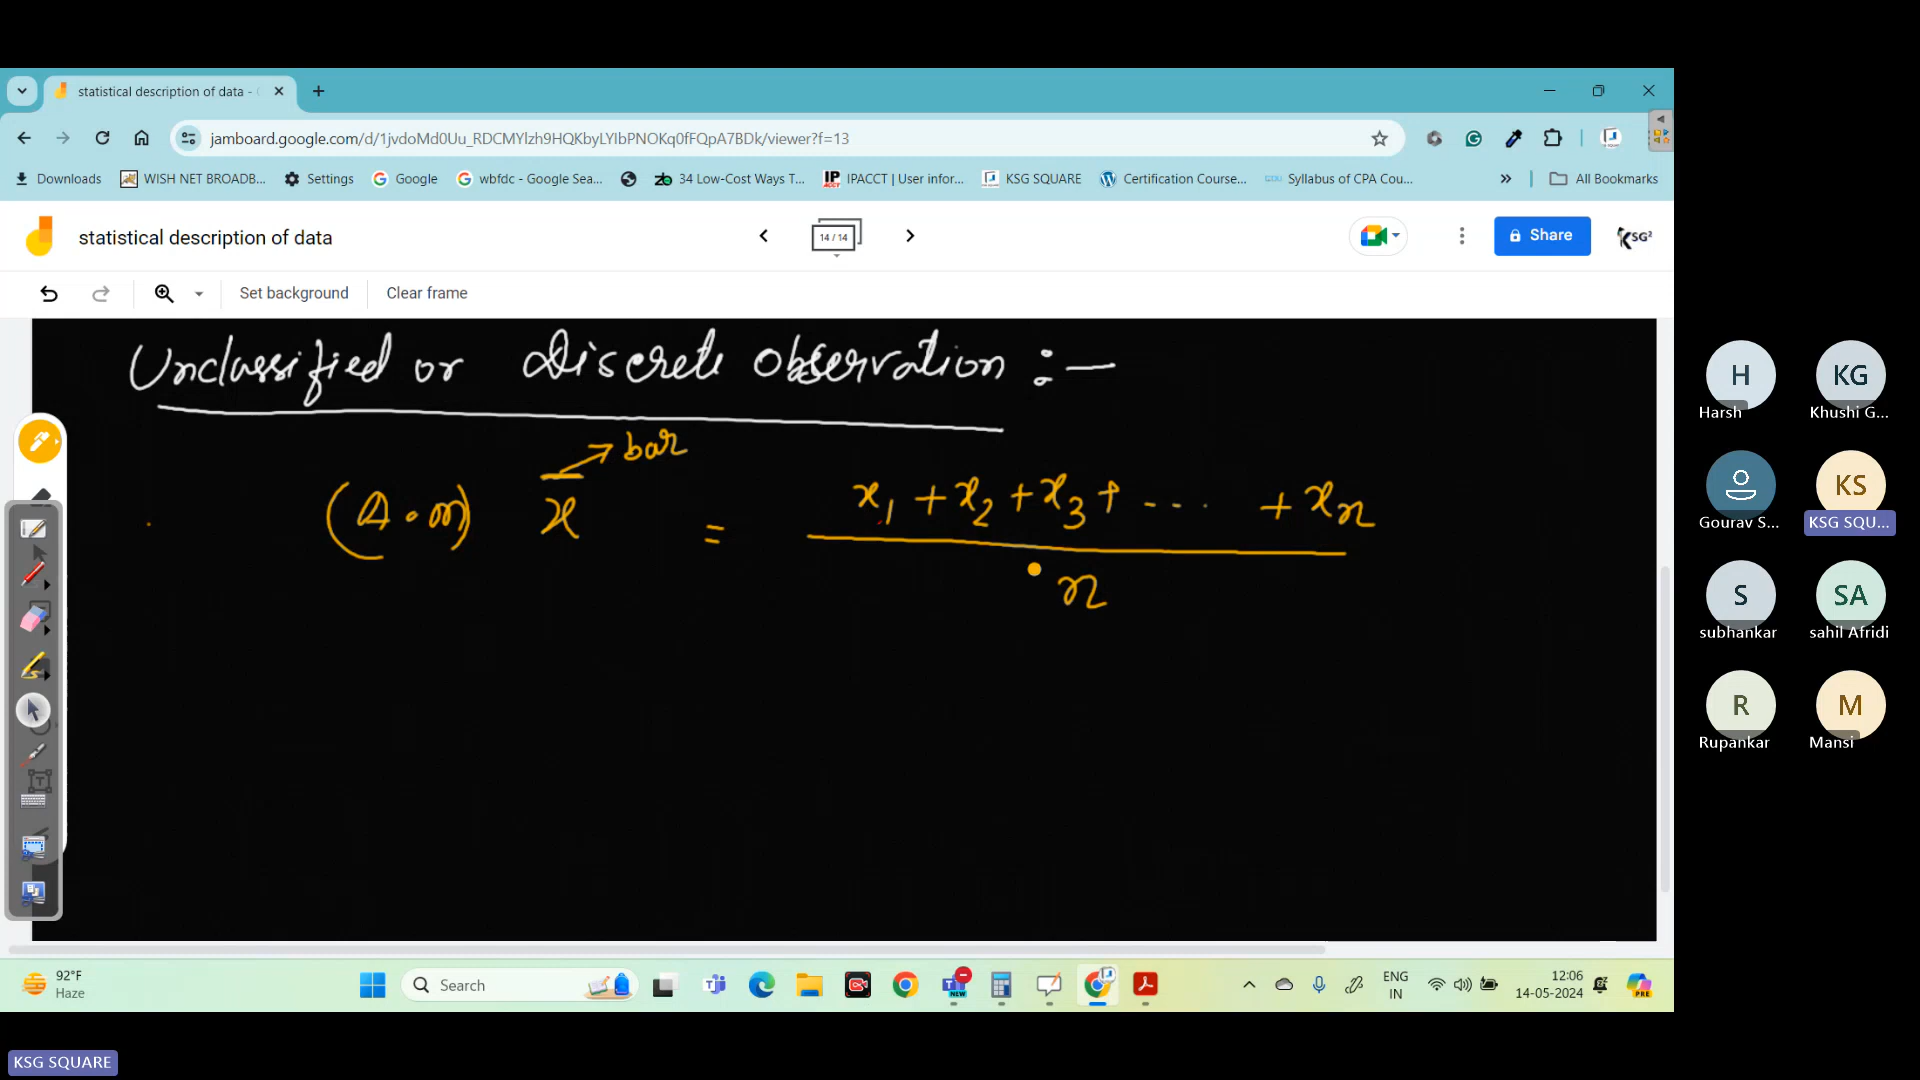 statistical description of data - 
jamboard.google.com/d/1jvdoMd0Uu_RDCMYlzh9HQKbyLYlbPNOKq0fFQpA7BDk/viewer?f=13
Downloads WISH NET BROADB... Settings Google wbfdc - Google Sea... 34 Low-Cost Ways T... IP IPACCT | User infor... KSG SQUARE Certification Course... Syllabus of CPA Cou... » All Bookmarks
statistical description of data 14 / 14 Share KSG²
Set background Clear frame
Unclassified or Discrete Observation :—
bar
(A.M) x̄ = x₁ + x₂ + x₃ + .... + xₙ
n
H KG
Harsh Khushi G...
KS
Gourav S... KSG SQU...
S SA
subhankar sahil Afridi
R M
Rupankar Mansi
92°F
Haze
Search
ENG
IN
12:06
14-05-2024
KSG SQUARE